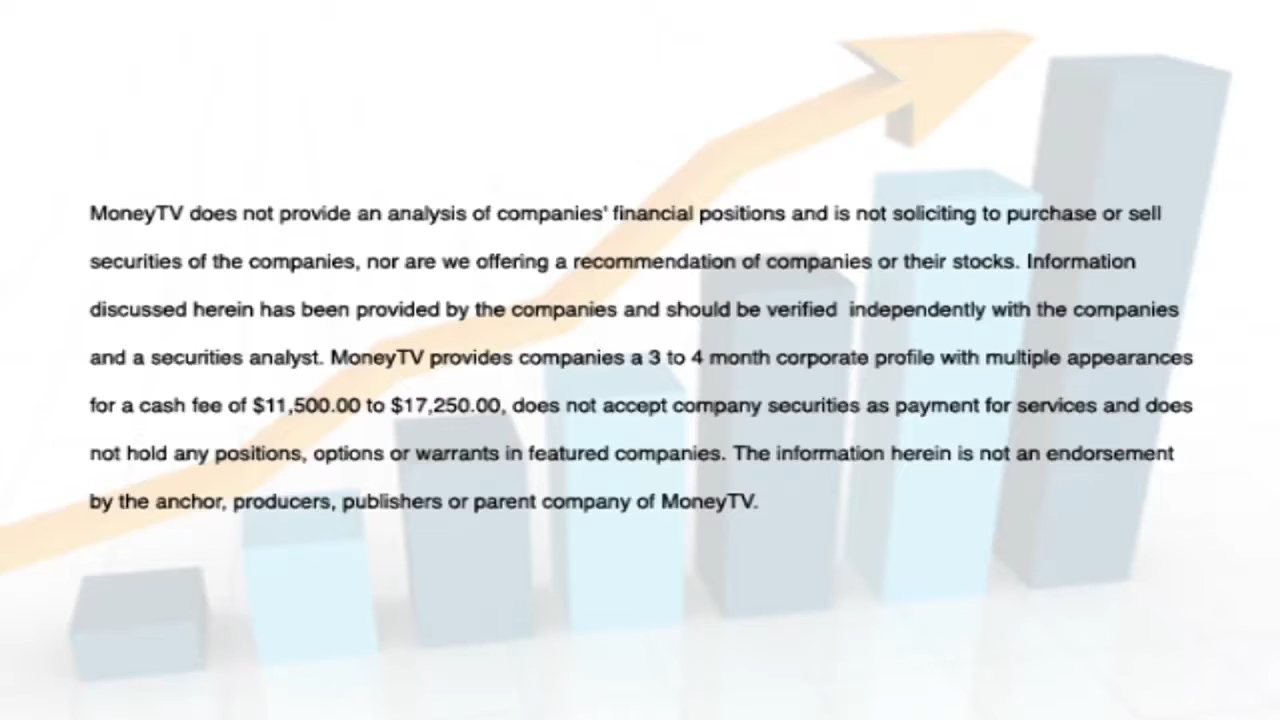 MoneyTV does not provide an analysis of companies' financial positions and is not soliciting to purchase or sell
securities of the companies, nor are we offering a recommendation of companies or their stocks. Information
discussed herein has been provided by the companies and should be verified  independently with the companies
and a securities analyst. MoneyTV provides companies a 3 to 4 month corporate profile with multiple appearances
for a cash fee of $11,500.00 to $17,250.00, does not accept company securities as payment for services and does
not hold any positions, options or warrants in featured companies. The information herein is not an endorsement
by the anchor, producers, publishers or parent company of MoneyTV.